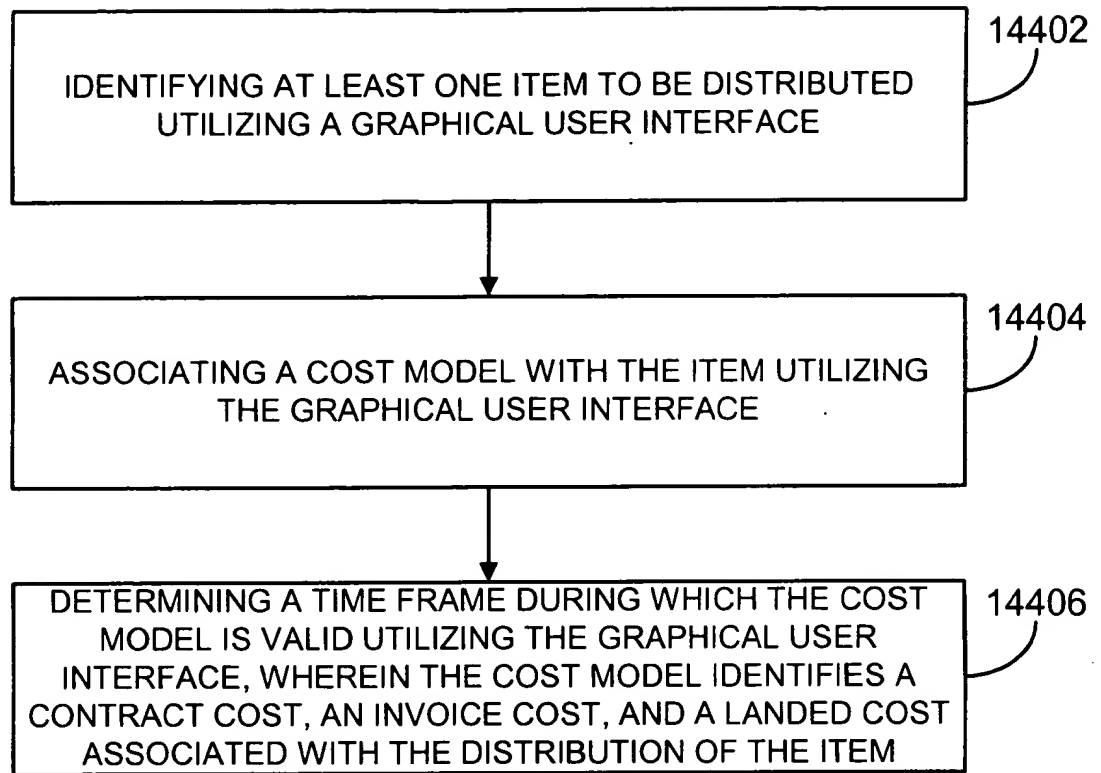 14402
IDENTIFYING AT LEAST ONE ITEM TO BE DISTRIBUTED
UTILIZING A GRAPHICAL USER INTERFACE
14404
ASSOCIATING A COST MODEL WITH THE ITEM UTILIZING
THE GRAPHICAL USER INTERFACE
14406
DETERMINING A TIME FRAME DURING WHICH THE COST
MODEL IS VALID UTILIZING THE GRAPHICAL USER
INTERFACE, WHEREIN THE COST MODEL IDENTIFIES A
CONTRACT COST, AN INVOICE COST, AND A LANDED COST
ASSOCIATED WITH THE DISTRIBUTION OF THE ITEM